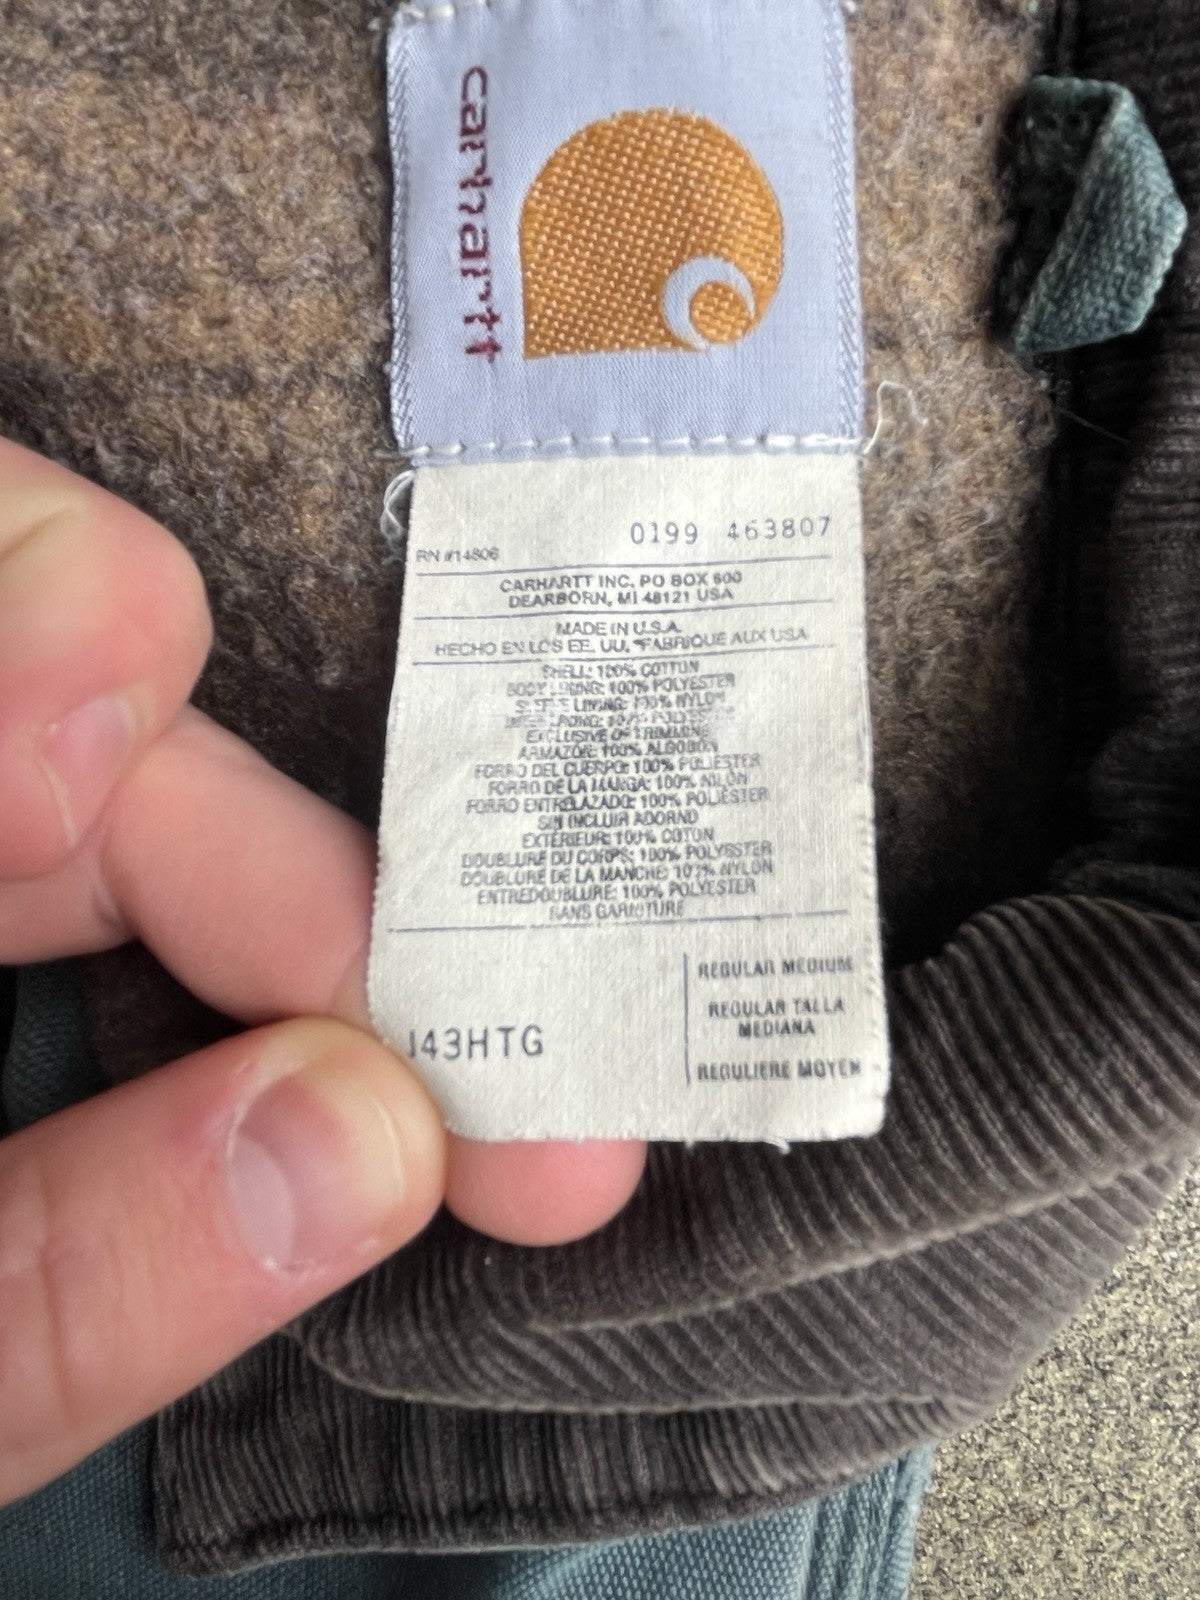 carhartt
0199 463807
RN #14806
CARHARTT INC. PO BOX 600
DEARBORN, MI 48121 USA
MADE IN U.S.A.
HECHO EN LOS EE. UU. FABRIQUE AUX USA
SHELL: 100% COTTON
BODY LINING: 100% POLYESTER
LINING: 100% NYLON
EXCLUSIVE OF TRIMMING
ARMAZON: 100% ALGODON
FORRO DEL CUERPO: 100% POLIESTER
FORRO DE LA MANGA: 100% NILON
FORRO ENTRELAZADO: 100% POLIESTER
SIN INCLUIR ADORNO
EXTERIEUR: 100% COTON
DOUBLURE DU CORPS: 100% POLYESTER
DOUBLURE DE LA MANCHE: 100% NYLON
ENTREDOUBLURE: 100% POLYESTER
SANS GARNITURE
REGULAR MEDIUM
REGULAR TALLA
MEDIANA
J43HTG
REGULIERE MOYEN